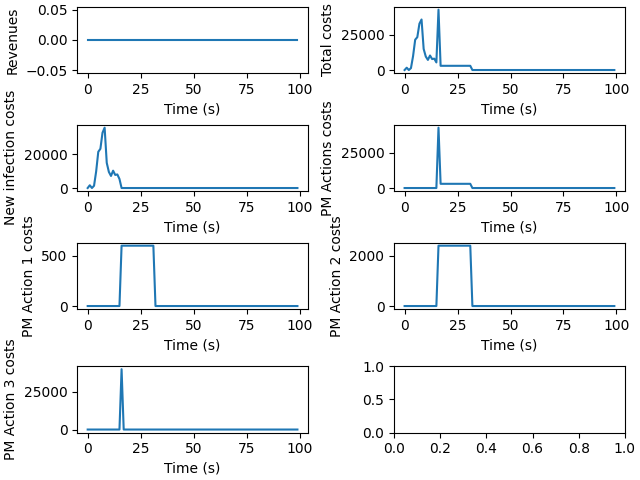 Revenues
0.05
0.00
−0.05
0 25 50 75 100
Time (s)
Total costs
25000
0
0 25 50 75 100
Time (s)
New infection costs
20000
0
0 25 50 75 100
Time (s)
PM Actions costs
25000
0
0 25 50 75 100
Time (s)
PM Action 1 costs
500
0
0 25 50 75 100
Time (s)
PM Action 2 costs
2000
0
0 25 50 75 100
Time (s)
PM Action 3 costs
25000
0
0 25 50 75 100
Time (s)
1.0
0.5
0.0
0.0 0.2 0.4 0.6 0.8 1.0